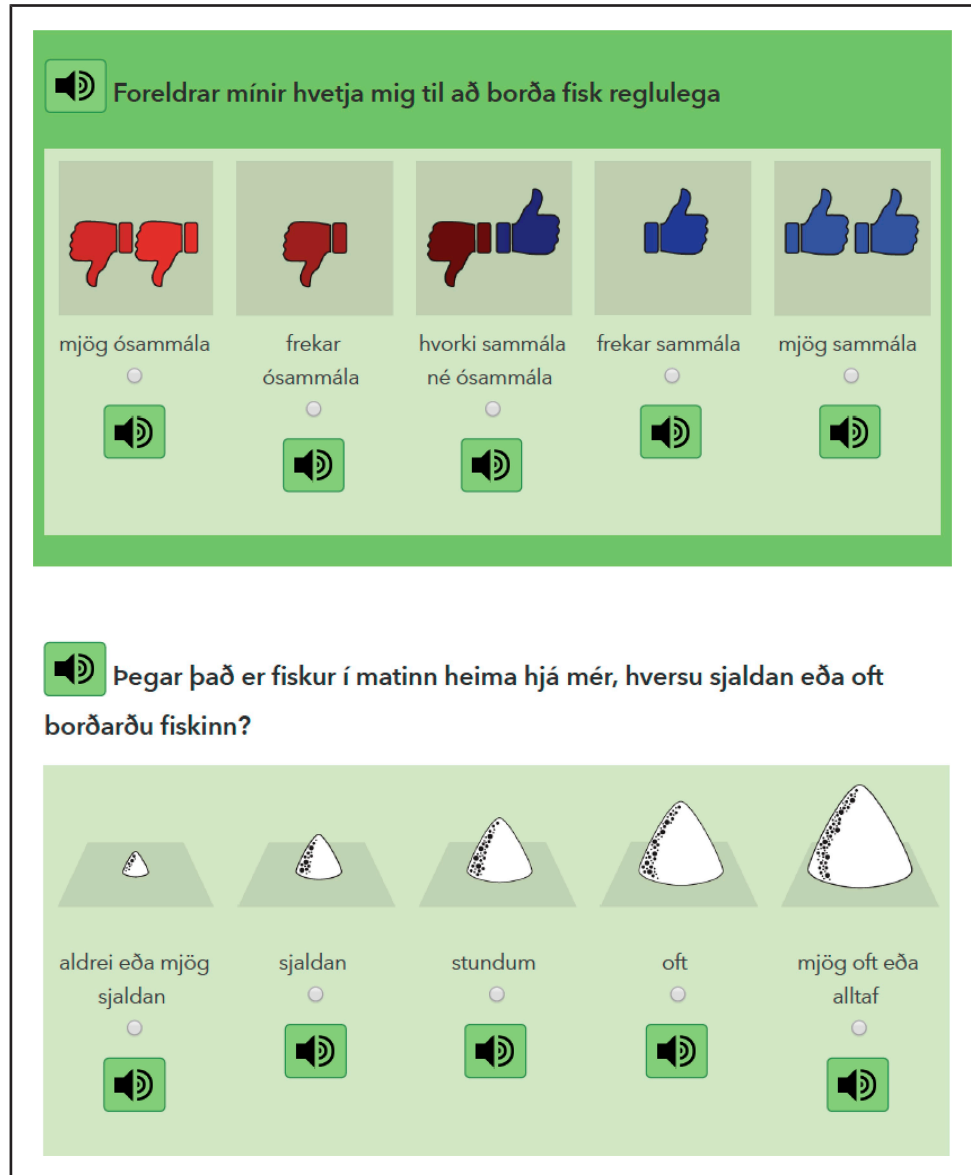 Foreldrar mínir hvetja mig til að borða fisk reglulega
mjög ósammála
frekar
ósammála
hvorki sammála
né ósammála
frekar sammála
mjög sammála
Þegar það er fiskur í matinn heima hjá mér, hversu sjaldan eða oft
borðarðu fiskinn?
aldrei eða mjög
sjaldan
sjaldan
stundum
oft
mjög oft eða
alltaf